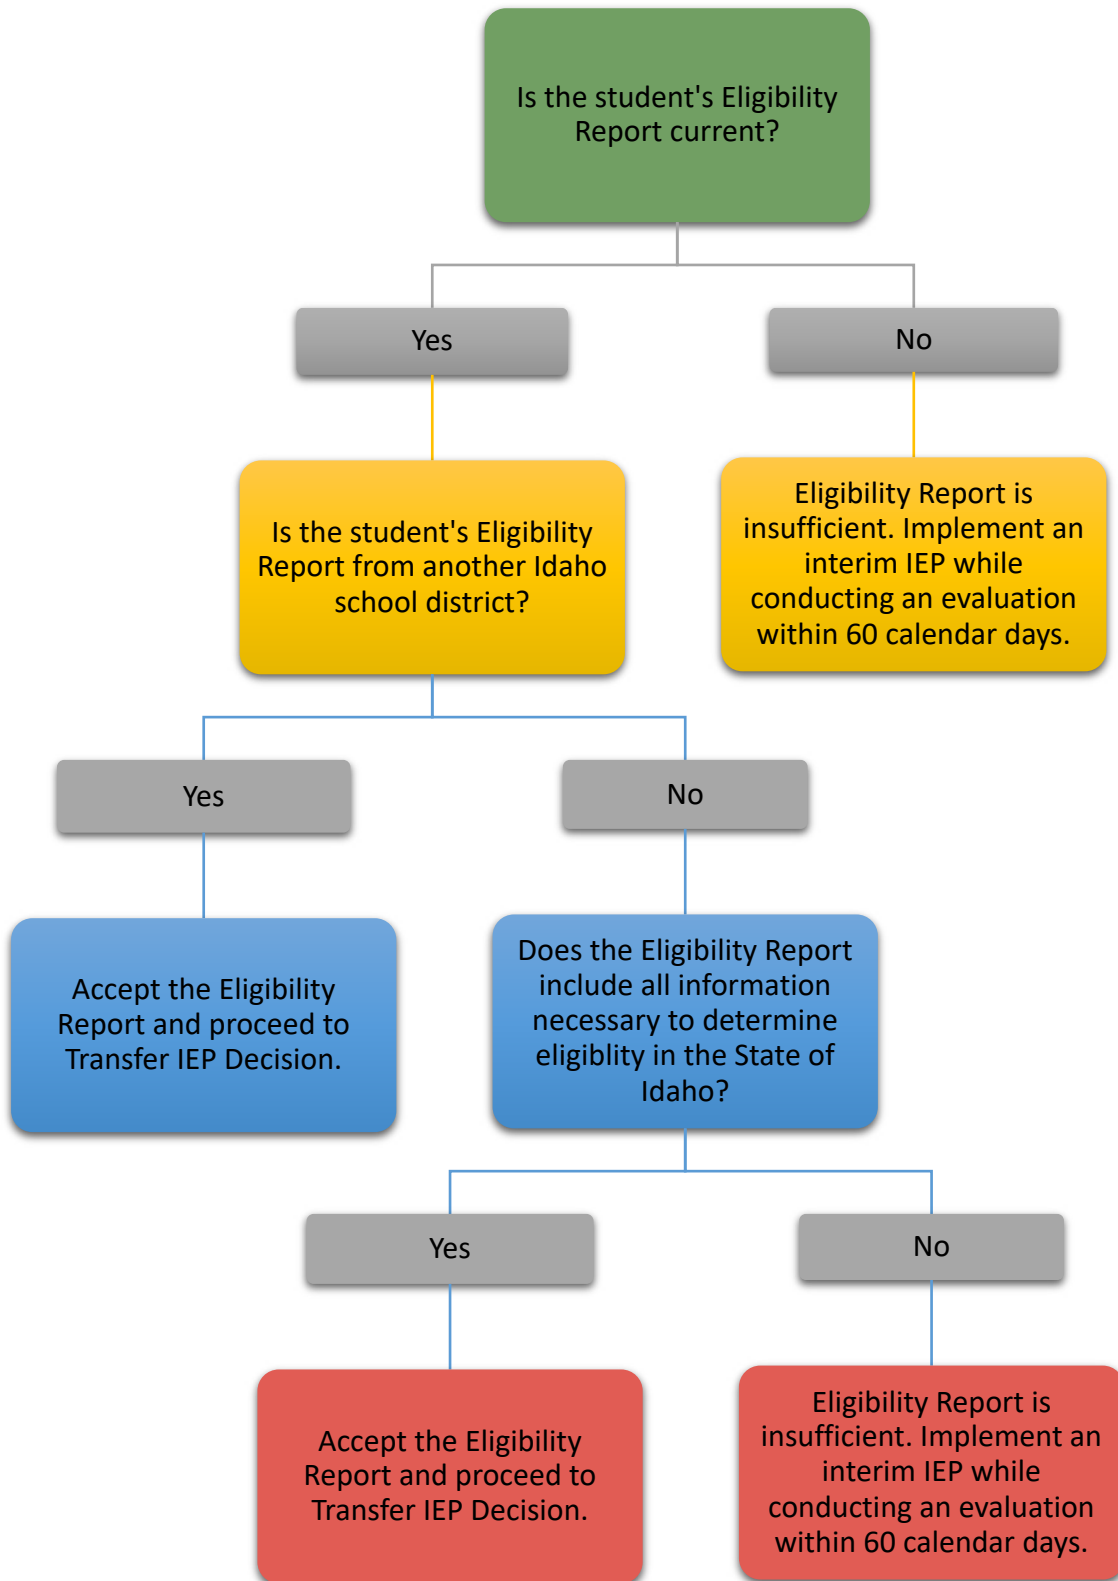 Is the student's Eligibility
Report current?
Yes
No
Is the student's Eligibility
Report from another Idaho
school district?
Eligibility Report is
insufficient. Implement an
interim IEP while
conducting an evaluation
within 60 calendar days.
Yes
No
Accept the Eligibility
Report and proceed to
Transfer IEP Decision.
Does the Eligibility Report
include all information
necessary to determine
eligiblity in the State of
Idaho?
Yes
No
Accept the Eligibility
Report and proceed to
Transfer IEP Decision.
Eligibility Report is
insufficient. Implement an
interim IEP while
conducting an evaluation
within 60 calendar days.